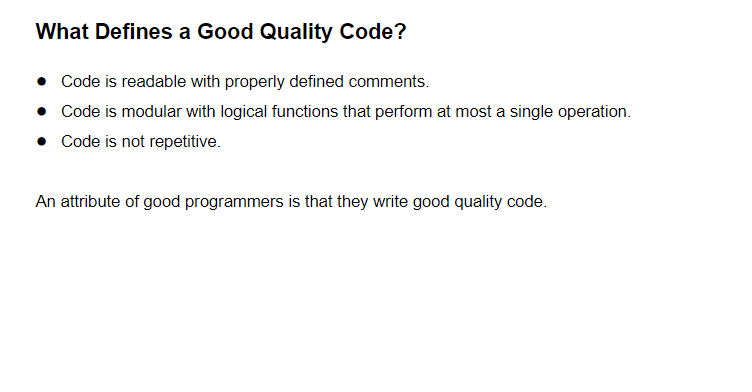 What Defines a Good Quality Code?
● Code is readable with properly defined comments.
● Code is modular with logical functions that perform at most a single operation.
● Code is not repetitive.
An attribute of good programmers is that they write good quality code.